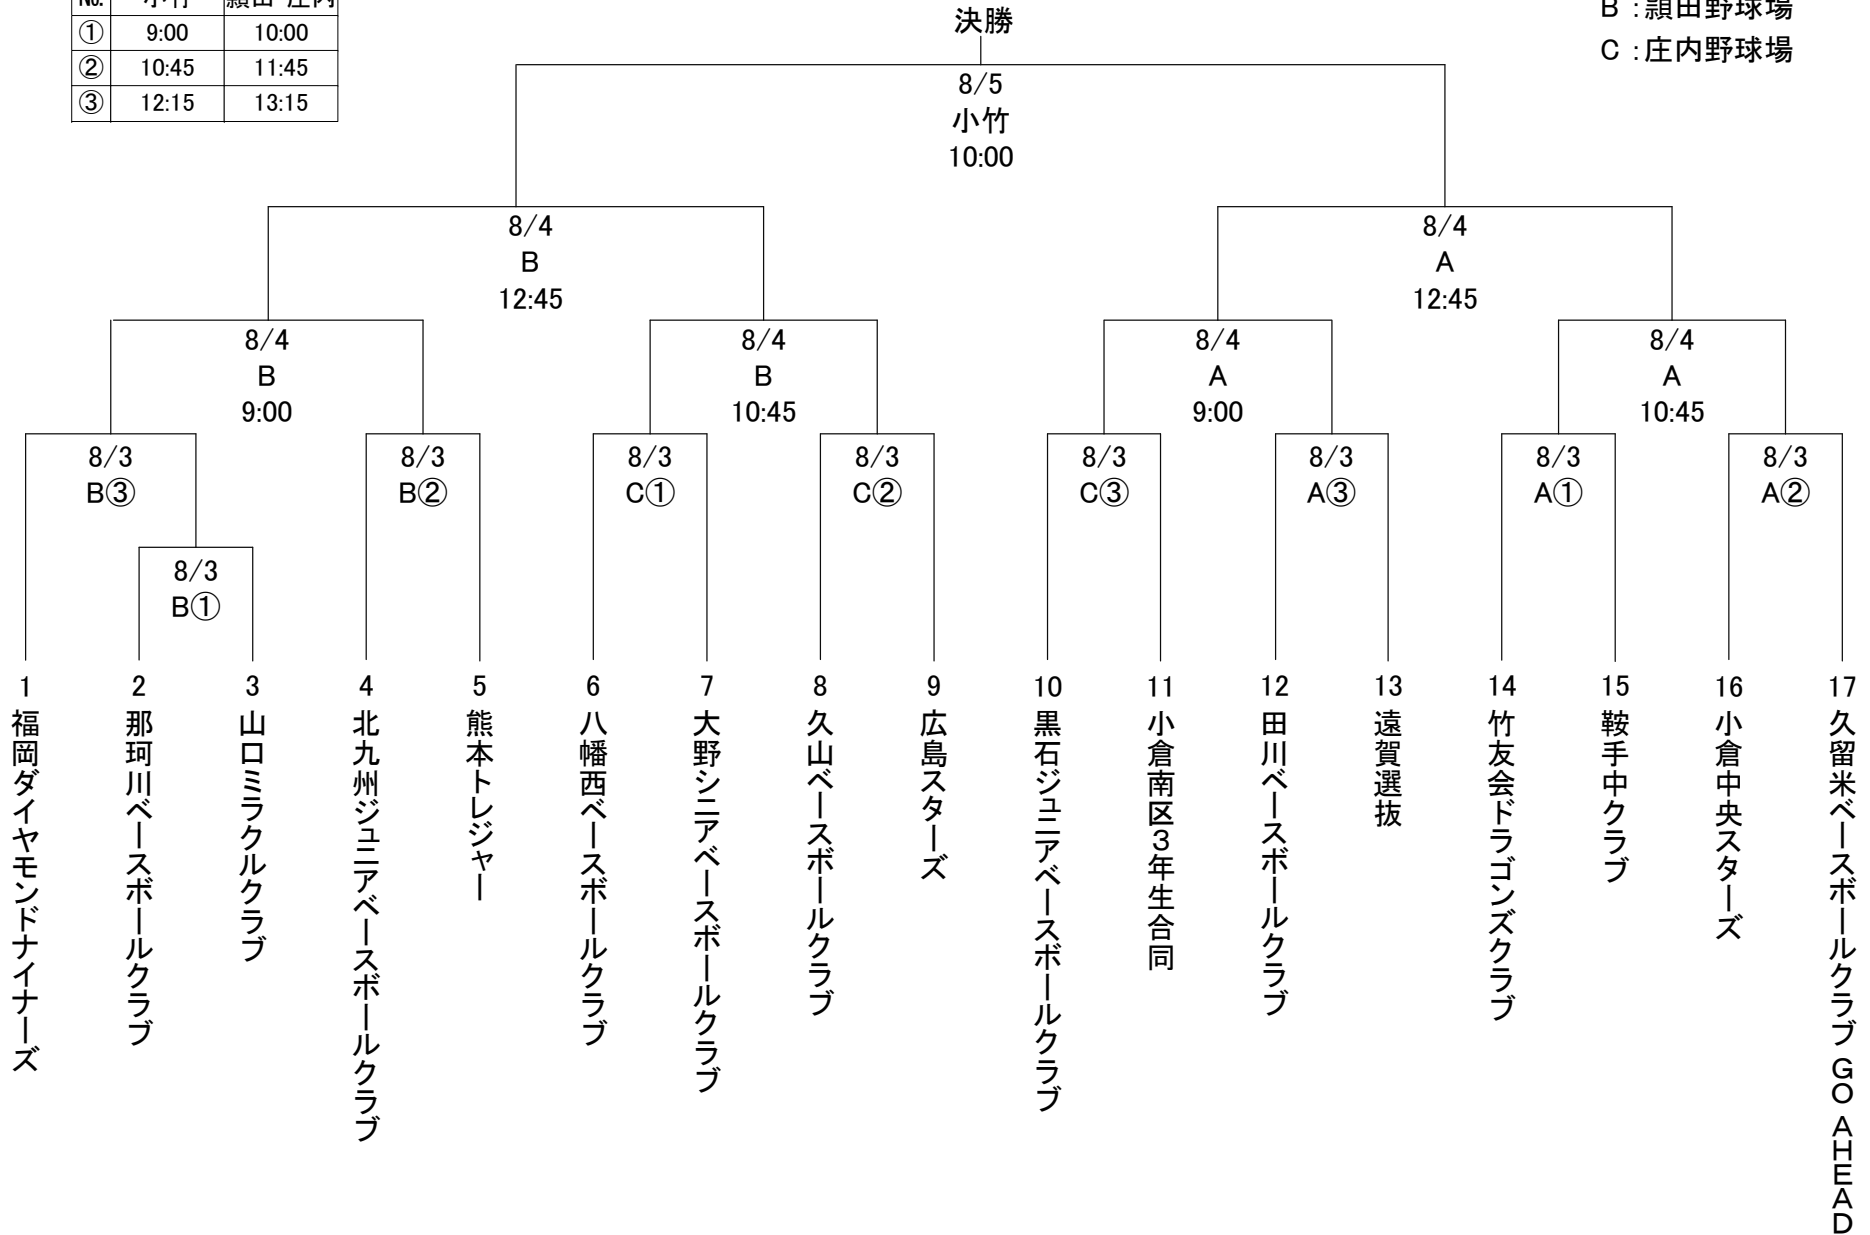 No. 小竹 頴田・庄内
① 9:00 10:00
② 10:45 11:45
③ 12:15 13:15
B：頴田野球場
C：庄内野球場
決勝
8/5
小竹
10:00
8/4
B
12:45
8/4
A
12:45
8/4
B
9:00
8/4
B
10:45
8/4
A
9:00
8/4
A
10:45
8/3
B③
8/3
B②
8/3
C①
8/3
C②
8/3
C③
8/3
A③
8/3
A①
8/3
A②
8/3
B①
1 福岡ダイヤモンドナイナーズ
2 那珂川ベースボールクラブ
3 山口ミラクルクラブ
4 北九州ジュニアベースボールクラブ
5 熊本トレジャー
6 八幡西ベースボールクラブ
7 大野シニアベースボールクラブ
8 久山ベースボールクラブ
9 広島スターズ
10 黒石ジュニアベースボールクラブ
11 小倉南区3年生合同
12 田川ベースボールクラブ
13 遠賀選抜
14 竹友会ドラゴンズクラブ
15 鞍手中クラブ
16 小倉中央スターズ
17 久留米ベースボールクラブ GO AHEAD